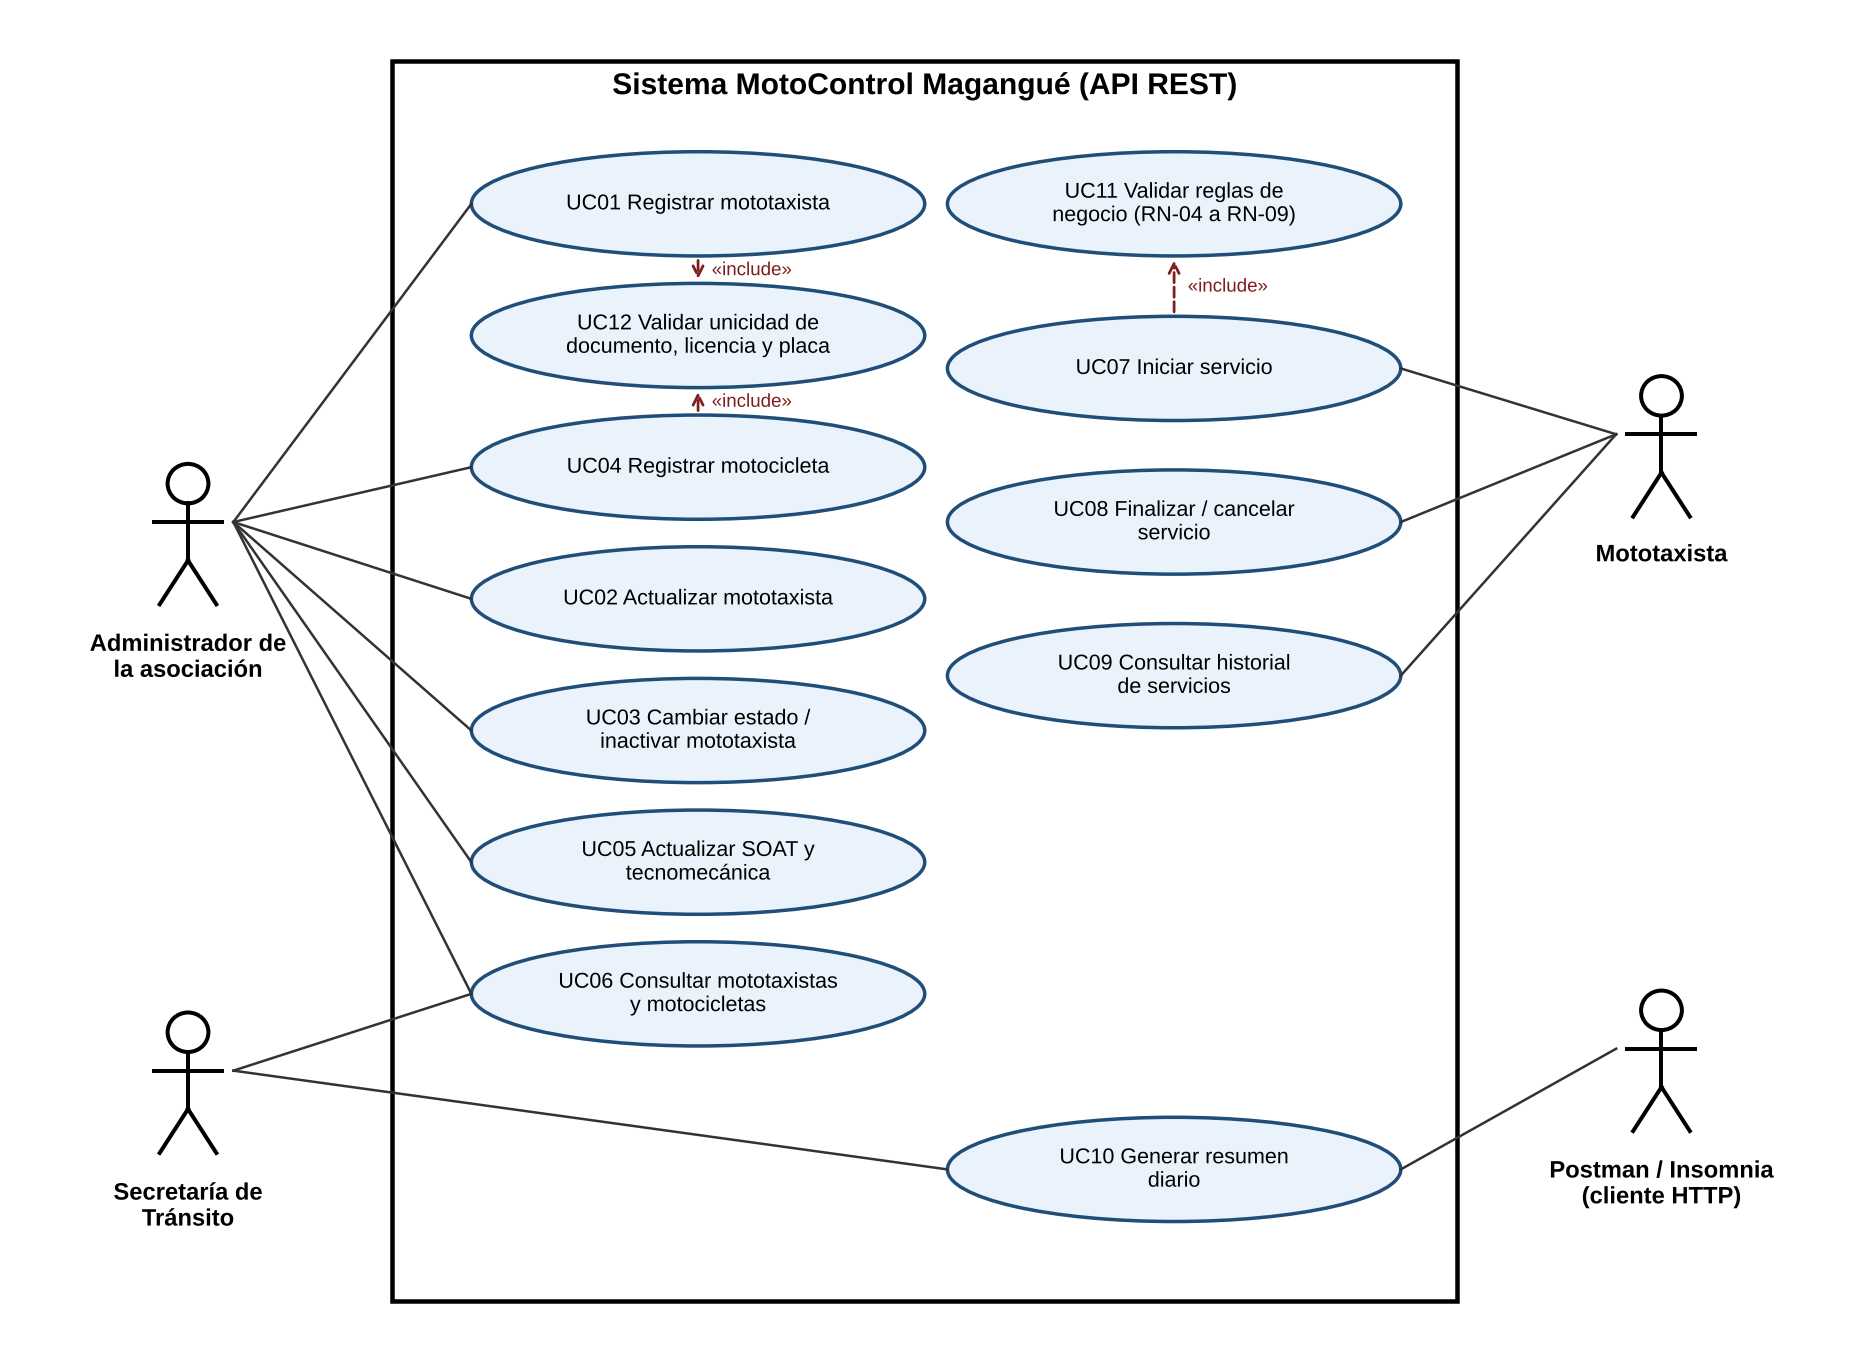 Sistema MotoControl Magangué (API REST)
UC01 Registrar mototaxista
«include»
UC12 Validar unicidad de
documento, licencia y placa
«include»
UC04 Registrar motocicleta
UC02 Actualizar mototaxista
UC03 Cambiar estado /
inactivar mototaxista
UC05 Actualizar SOAT y
tecnomecánica
UC06 Consultar mototaxistas
y motocicletas
UC11 Validar reglas de
negocio (RN-04 a RN-09)
«include»
UC07 Iniciar servicio
UC08 Finalizar / cancelar
servicio
UC09 Consultar historial
de servicios
UC10 Generar resumen
diario
Administrador de
la asociación
Secretaría de
Tránsito
Mototaxista
Postman / Insomnia
(cliente HTTP)